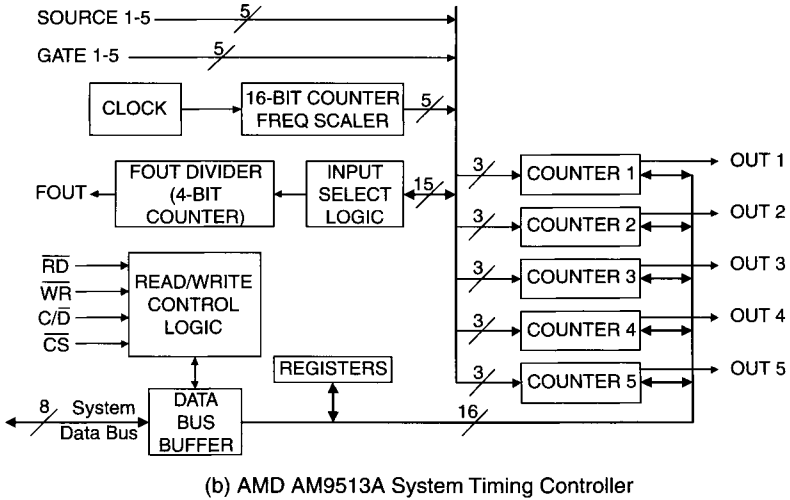 SOURCE 1-5
5
GATE 1-5
5
CLOCK
16-BIT COUNTER
FREQ SCALER
5
FOUT
FOUT DIVIDER
(4-BIT
COUNTER)
INPUT
SELECT
LOGIC
15
3
COUNTER 1
OUT 1
3
COUNTER 2
OUT 2
3
COUNTER 3
OUT 3
3
COUNTER 4
OUT 4
3
COUNTER 5
OUT 5
R̅D̅
W̅R̅
C/D̅
C̅S̅
READ/WRITE
CONTROL
LOGIC
REGISTERS
8
System
Data Bus
DATA
BUS
BUFFER
16
(b) AMD AM9513A System Timing Controller